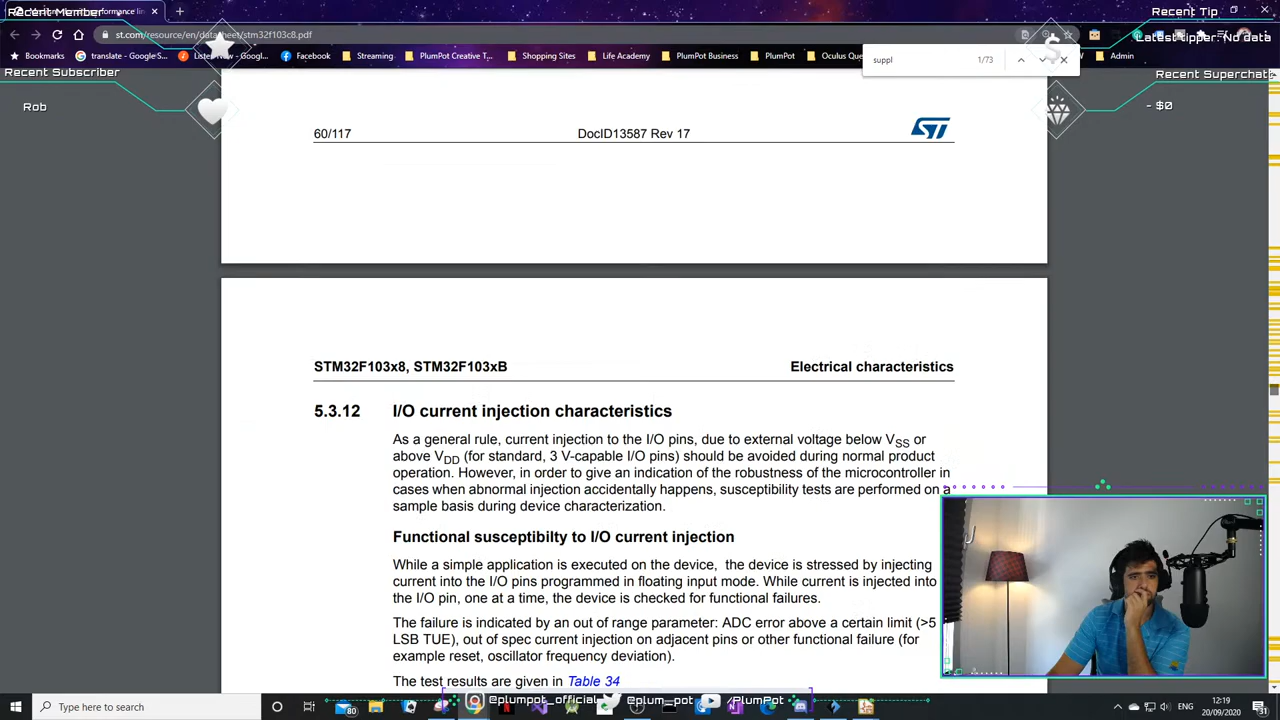 Recent Member
performance lin
Recent Tip
st.com/resource/en/datasheet/stm32f103c8.pdf
Latest Tipper: No data
Bookmarks
translate - Google S...
Listen Now - Googl...
Facebook
Streaming
PlumPot Creative T...
Shopping Sites
Life Academy
PlumPot Business
PlumPot
Oculus Que
Admin
suppl
1/73
Recent Subscriber
Recent Superchat
Rob
- $0
60/117
DocID13587 Rev 17
ST
STM32F103x8, STM32F103xB
Electrical characteristics
5.3.12 I/O current injection characteristics
As a general rule, current injection to the I/O pins, due to external voltage below VSS or
above VDD (for standard, 3 V-capable I/O pins) should be avoided during normal product
operation. However, in order to give an indication of the robustness of the microcontroller in
cases when abnormal injection accidentally happens, susceptibility tests are performed on a
sample basis during device characterization.
Functional susceptibilty to I/O current injection
While a simple application is executed on the device, the device is stressed by injecting
current into the I/O pins programmed in floating input mode. While current is injected into
the I/O pin, one at a time, the device is checked for functional failures.
The failure is indicated by an out of range parameter: ADC error above a certain limit (>5
LSB TUE), out of spec current injection on adjacent pins or other functional failure (for
example reset, oscillator frequency deviation).
The test results are given in Table 34
Type here to search
80
@plumpot_official
@plum_pot
/PlumPot
12:19
20/09/2020
31